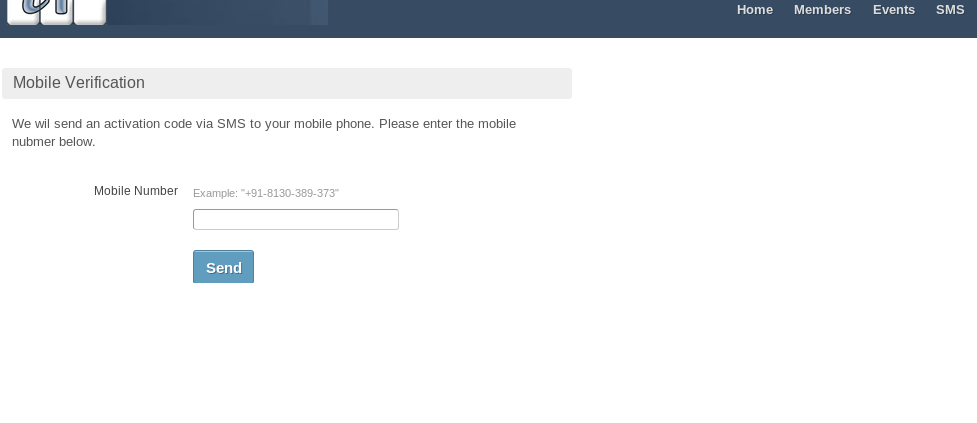 Home Members Events SMS
Mobile Verification
We wil send an activation code via SMS to your mobile phone. Please enter the mobile
nubmer below.
Mobile Number Example: "+91-8130-389-373"
Send